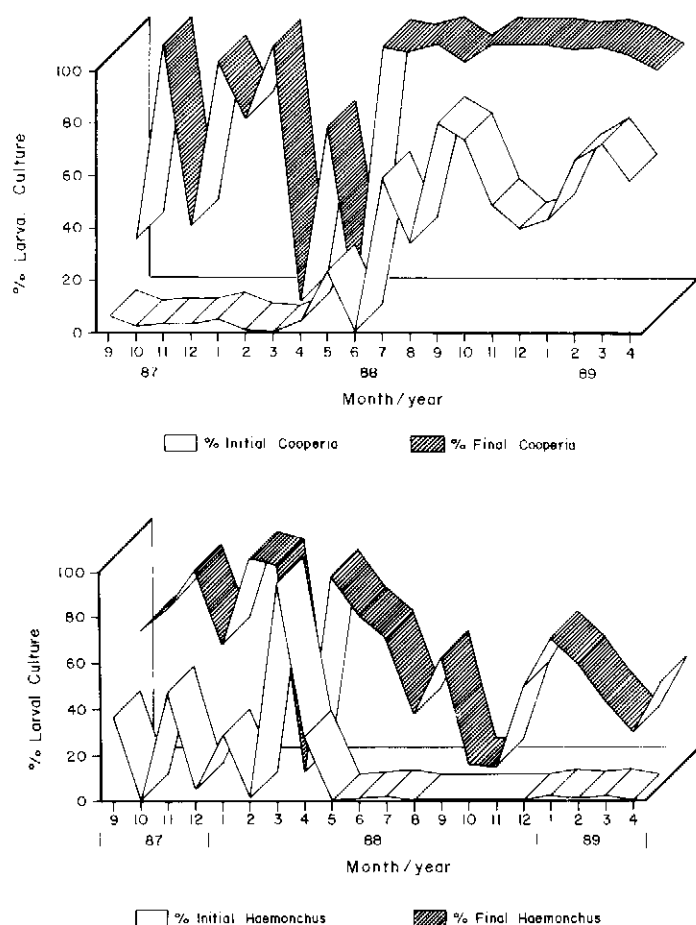 100
80
60
40
20
0
% Larval Culture
9 10 11 12 1 2 3 4 5 6 7 8 9 10 11 12 1 2 3 4
87 88 89
Month/year
% Initial Cooperia % Final Cooperia
100
80
60
40
20
0
% Larval Culture
9 10 11 12 1 2 3 4 5 6 7 8 9 10 11 12 1 2 3 4
87 88 89
Month/year
% Initial Haemonchus % Final Haemonchus